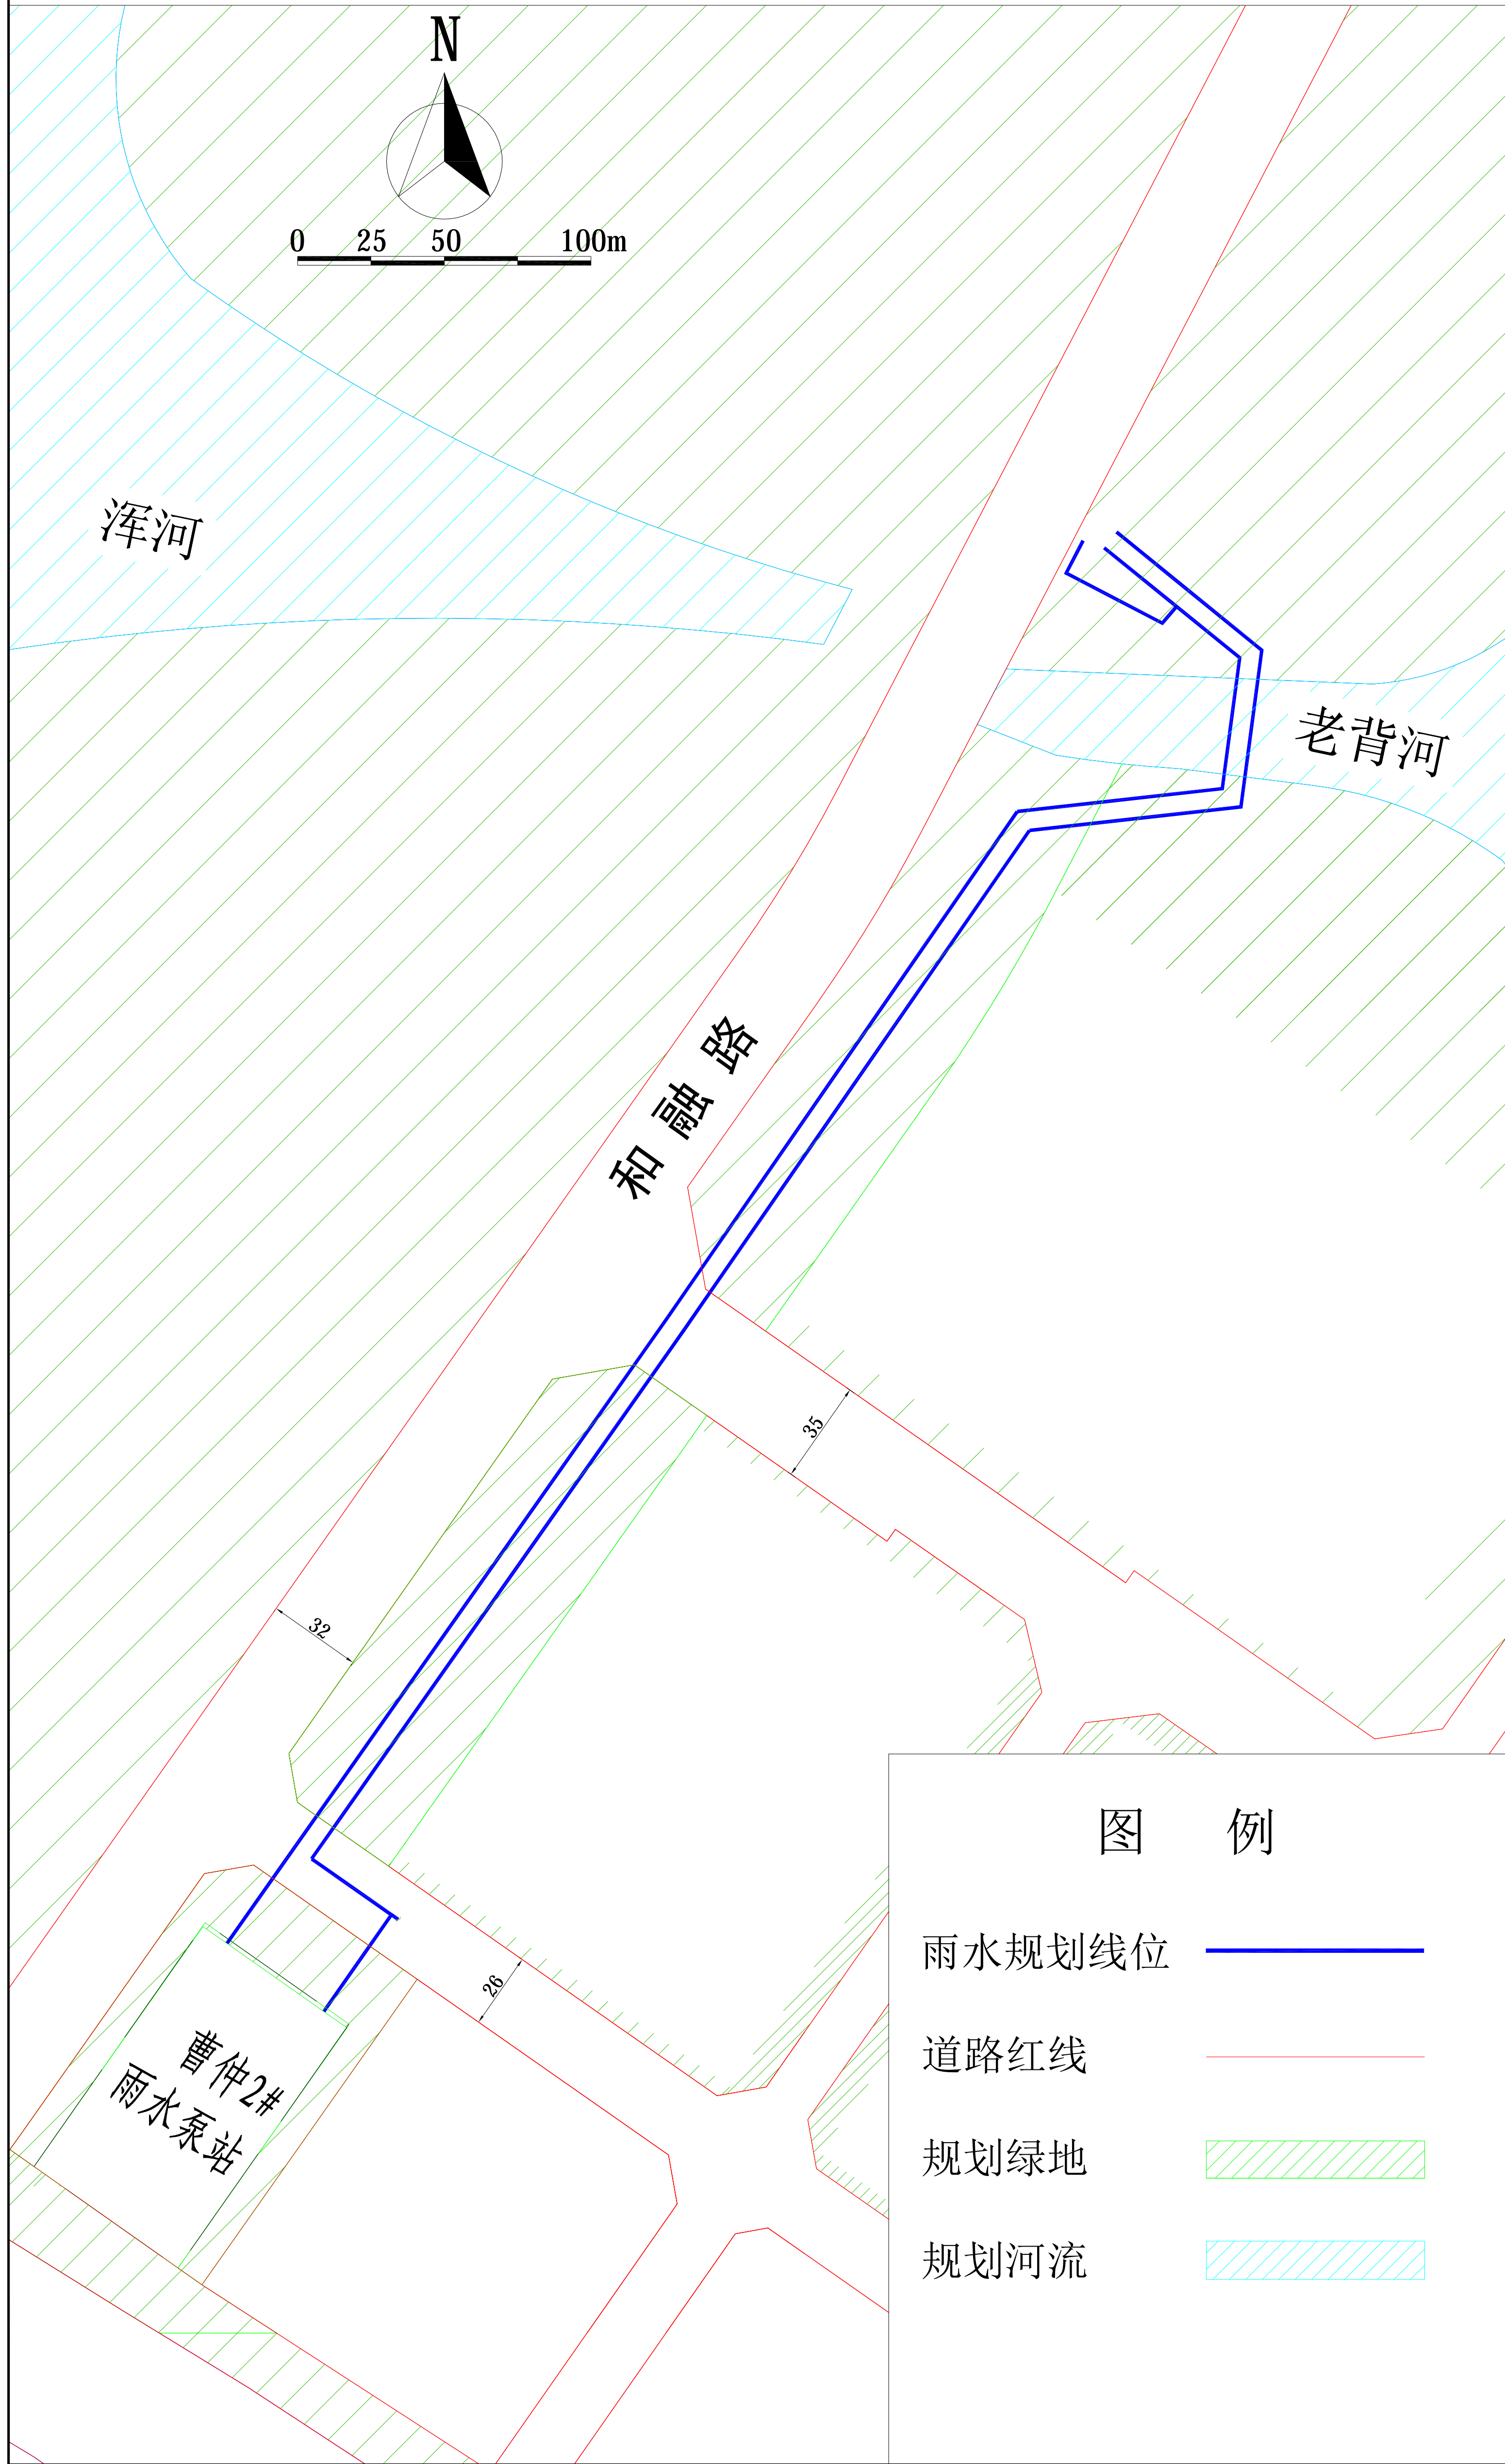 N
0 25 50 100m
浑河
老背河
和融路
35
32
26
曹仲2#
雨水泵站
图 例
雨水规划线位
道路红线
规划绿地
规划河流